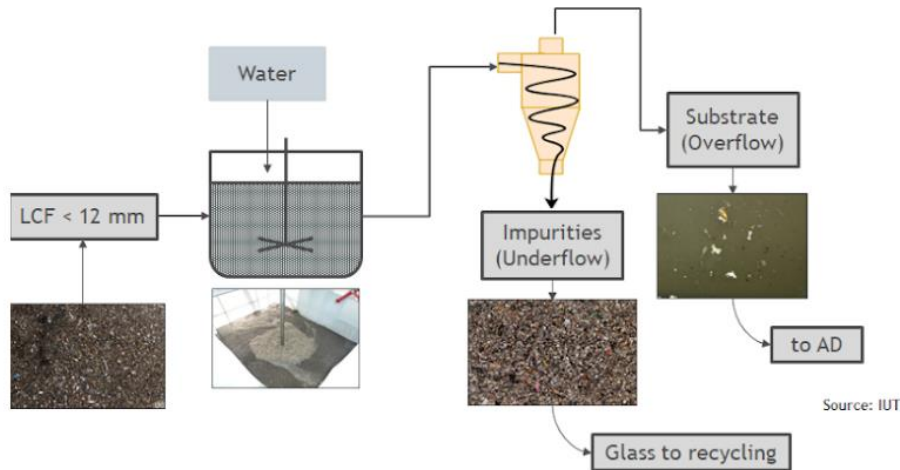 Water
LCF < 12 mm
Substrate
(Overflow)
Impurities
(Underflow)
to AD
Source: IUT
Glass to recycling